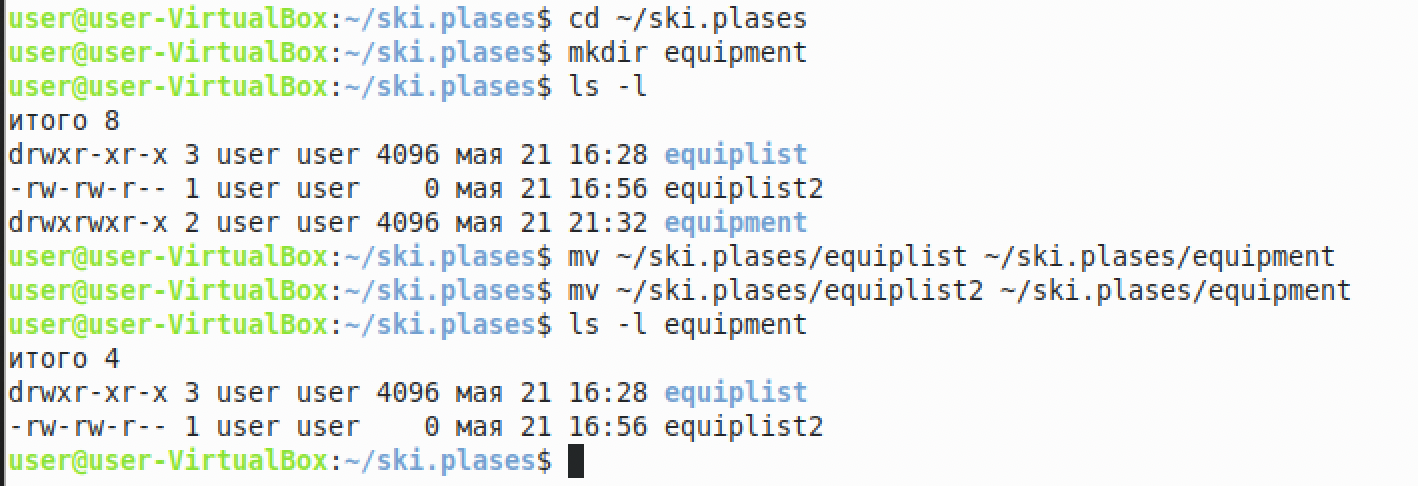 user@user-VirtualBox:~/ski.plases$ cd ~/ski.plases
user@user-VirtualBox:~/ski.plases$ mkdir equipment
user@user-VirtualBox:~/ski.plases$ ls -l
итого 8
drwxr-xr-x 3 user user 4096 мая 21 16:28 equiplist
-rw-rw-r-- 1 user user    0 мая 21 16:56 equiplist2
drwxrwxr-x 2 user user 4096 мая 21 21:32 equipment
user@user-VirtualBox:~/ski.plases$ mv ~/ski.plases/equiplist ~/ski.plases/equipment
user@user-VirtualBox:~/ski.plases$ mv ~/ski.plases/equiplist2 ~/ski.plases/equipment
user@user-VirtualBox:~/ski.plases$ ls -l equipment
итого 4
drwxr-xr-x 3 user user 4096 мая 21 16:28 equiplist
-rw-rw-r-- 1 user user    0 мая 21 16:56 equiplist2
user@user-VirtualBox:~/ski.plases$